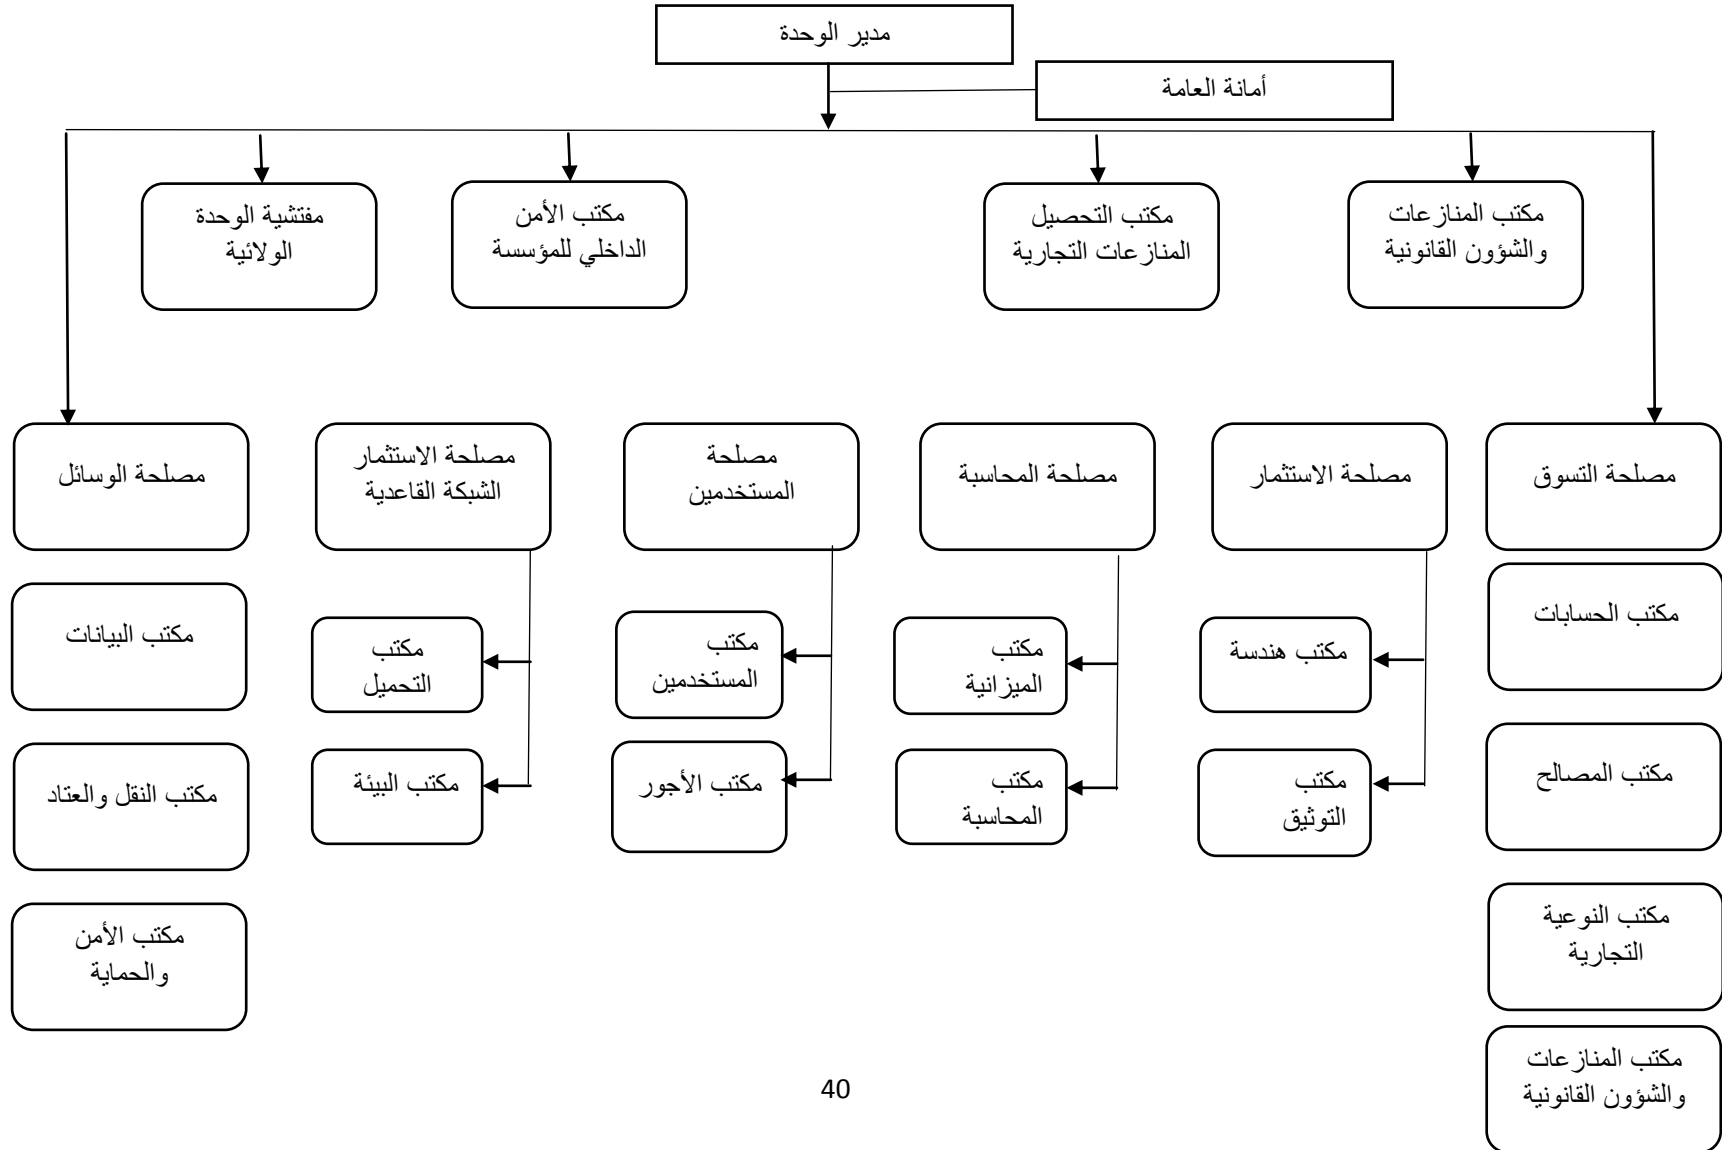 مدير الوحدة
أمانة العامة
مكتب المنازعات
والشؤون القانونية
مكتب التحصيل
المنازعات التجارية
مكتب الأمن
الداخلي للمؤسسة
مفتشية الوحدة
الولائية
مصلحة التسوق
مصلحة الاستثمار
مصلحة المحاسبة
مصلحة
المستخدمين
مصلحة الاستثمار
الشبكة القاعدية
مصلحة الوسائل
مكتب الحسابات
مكتب هندسة
مكتب
الميزانية
مكتب
المستخدمين
مكتب
التحميل
مكتب البيانات
مكتب المصالح
مكتب
التوثيق
مكتب
المحاسبة
مكتب الأجور
مكتب البيئة
مكتب النقل والعتاد
مكتب النوعية
التجارية
مكتب الأمن
والحماية
مكتب المنازعات
والشؤون القانونية
40